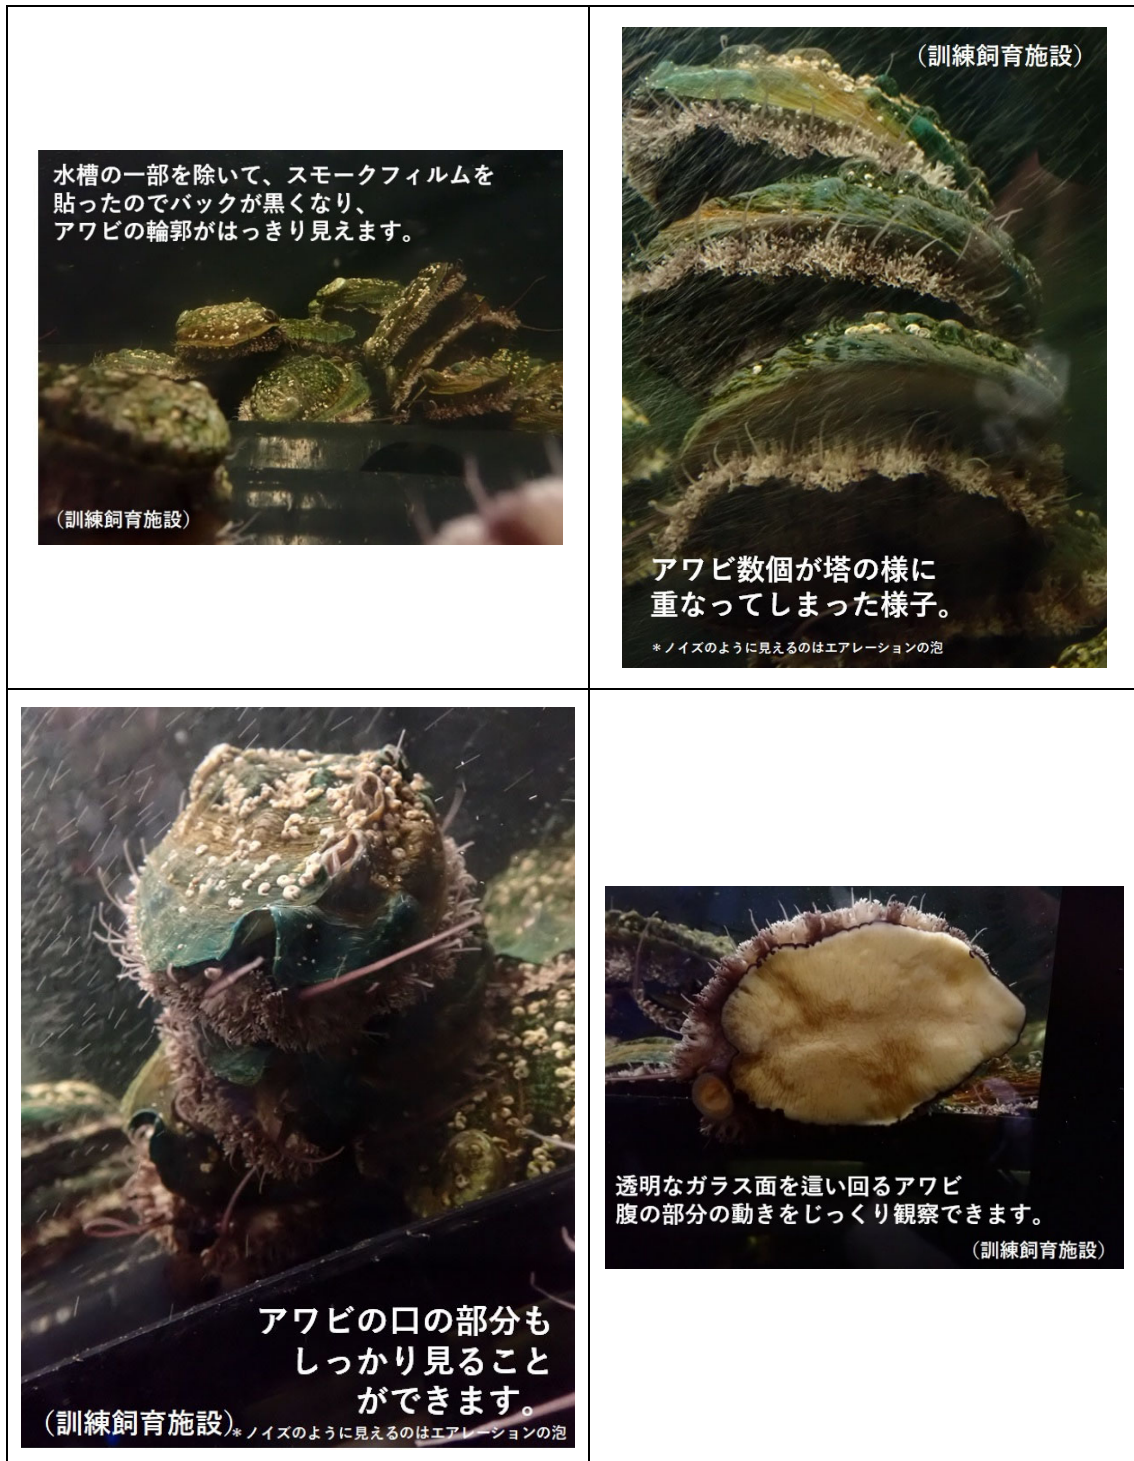 水槽の一部を除いて、スモークフィルムを
貼ったのでバックが黒くなり、
アワビの輪郭がはっきり見えます。
（訓練飼育施設）
（訓練飼育施設）
アワビ数個が塔の様に
重なってしまった様子。
＊ノイズのように見えるのはエアレーションの泡
アワビの口の部分も
しっかり見ること
ができます。
（訓練飼育施設）
＊ノイズのように見えるのはエアレーションの泡
透明なガラス面を這い回るアワビ
腹の部分の動きをじっくり観察できます。
（訓練飼育施設）